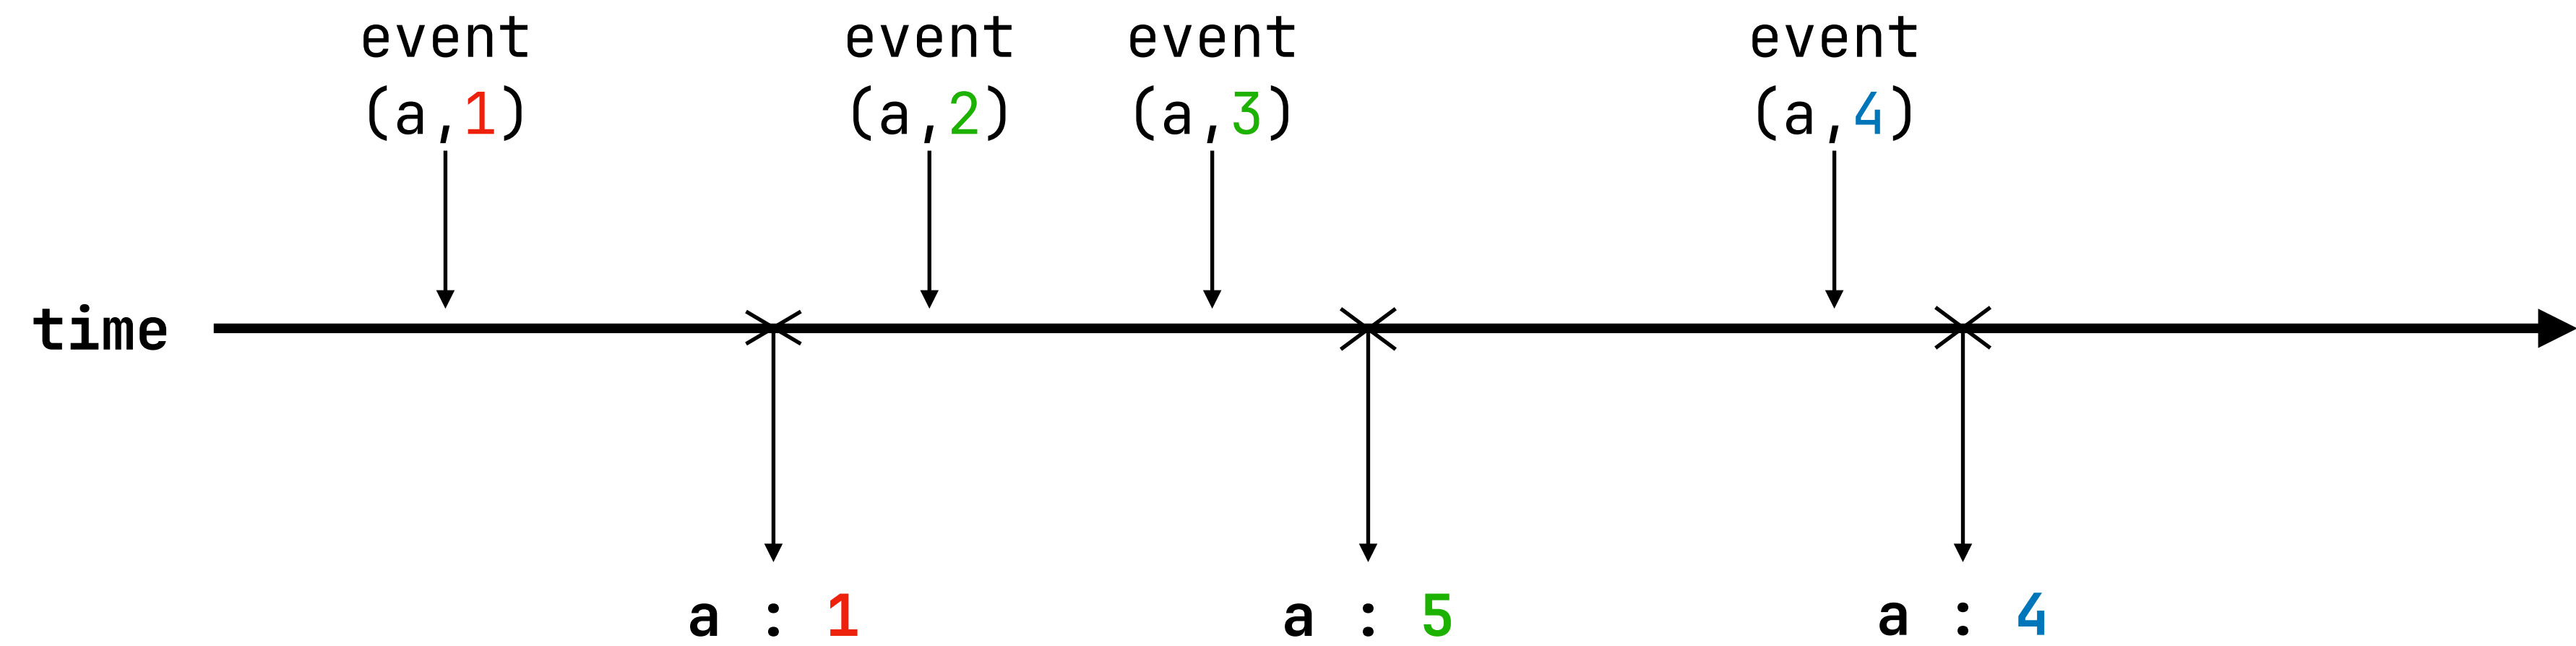 event event event event
(a,1) (a,2) (a,3) (a,4)
time
a : 1 a : 5 a : 4